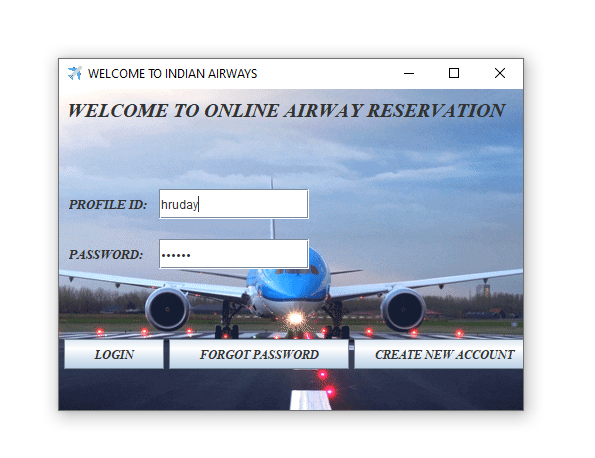 WELCOME TO INDIAN AIRWAYS
WELCOME TO ONLINE AIRWAY RESERVATION
PROFILE ID: hruday
PASSWORD: ••••••
LOGIN FORGOT PASSWORD CREATE NEW ACCOUNT